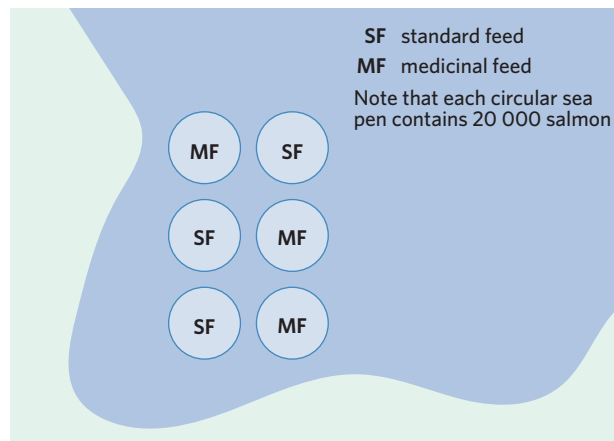 SF standard feed
MF medicinal feed
Note that each circular sea
pen contains 20 000 salmon
MF SF
SF MF
SF MF